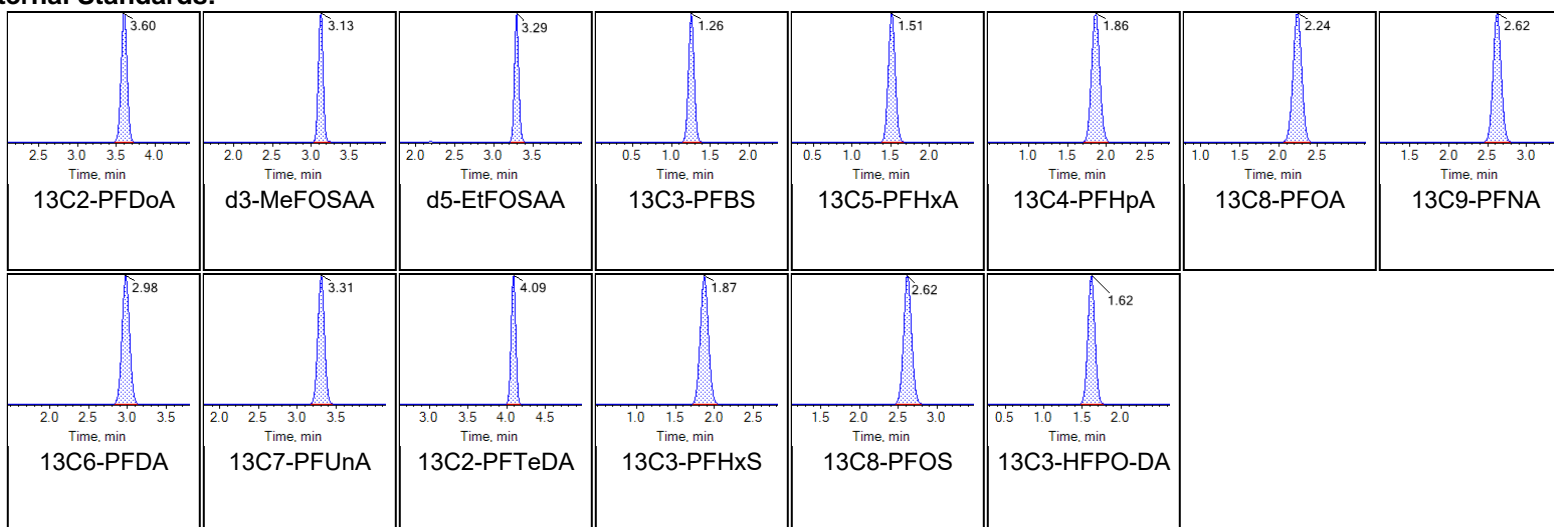 ternal Standards:
3.60 3.13 3.29 1.26 1.51 1.86 2.24 2.62
2.5 3.0 3.5 4.0 2.0 2.5 3.0 3.5 2.0 2.5 3.0 3.5 0.5 1.0 1.5 2.0 0.5 1.0 1.5 2.0 1.0 1.5 2.0 2.5 1.0 1.5 2.0 2.5 1.5 2.0 2.5 3.0
Time, min Time, min Time, min Time, min Time, min Time, min Time, min Time, min
13C2-PFDoA d3-MeFOSAA d5-EtFOSAA 13C3-PFBS 13C5-PFHxA 13C4-PFHpA 13C8-PFOA 13C9-PFNA
2.98 3.31 4.09 1.87 2.62 1.62
2.0 2.5 3.0 3.5 2.0 2.5 3.0 3.5 3.0 3.5 4.0 4.5 1.0 1.5 2.0 2.5 1.5 2.0 2.5 3.0 0.5 1.0 1.5 2.0
Time, min Time, min Time, min Time, min Time, min Time, min
13C6-PFDA 13C7-PFUnA 13C2-PFTeDA 13C3-PFHxS 13C8-PFOS 13C3-HFPO-DA